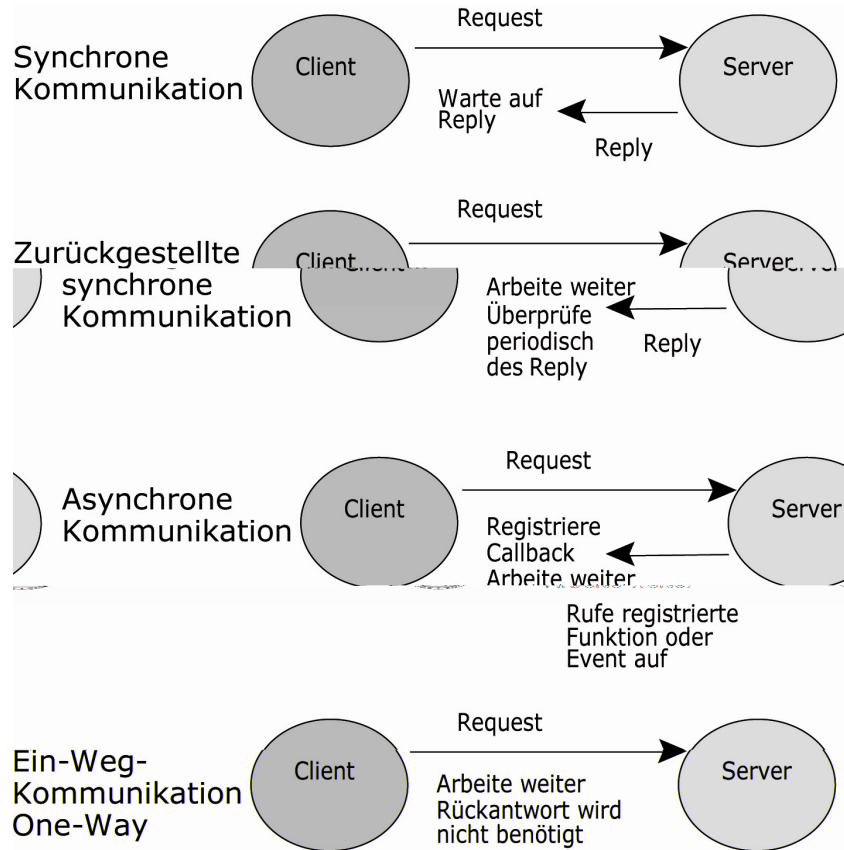 Synchrone
Kommunikation
Client
Request
Server
Warte auf
Reply
Reply
Zurückgestellte
synchrone
Kommunikation
Client
Request
Server
Arbeite weiter
Überprüfe
periodisch
des Reply
Reply
Asynchrone
Kommunikation
Client
Request
Server
Registriere
Callback
Arbeite weiter
Rufe registrierte
Funktion oder
Event auf
Ein-Weg-
Kommunikation
One-Way
Client
Request
Server
Arbeite weiter
Rückantwort wird
nicht benötigt